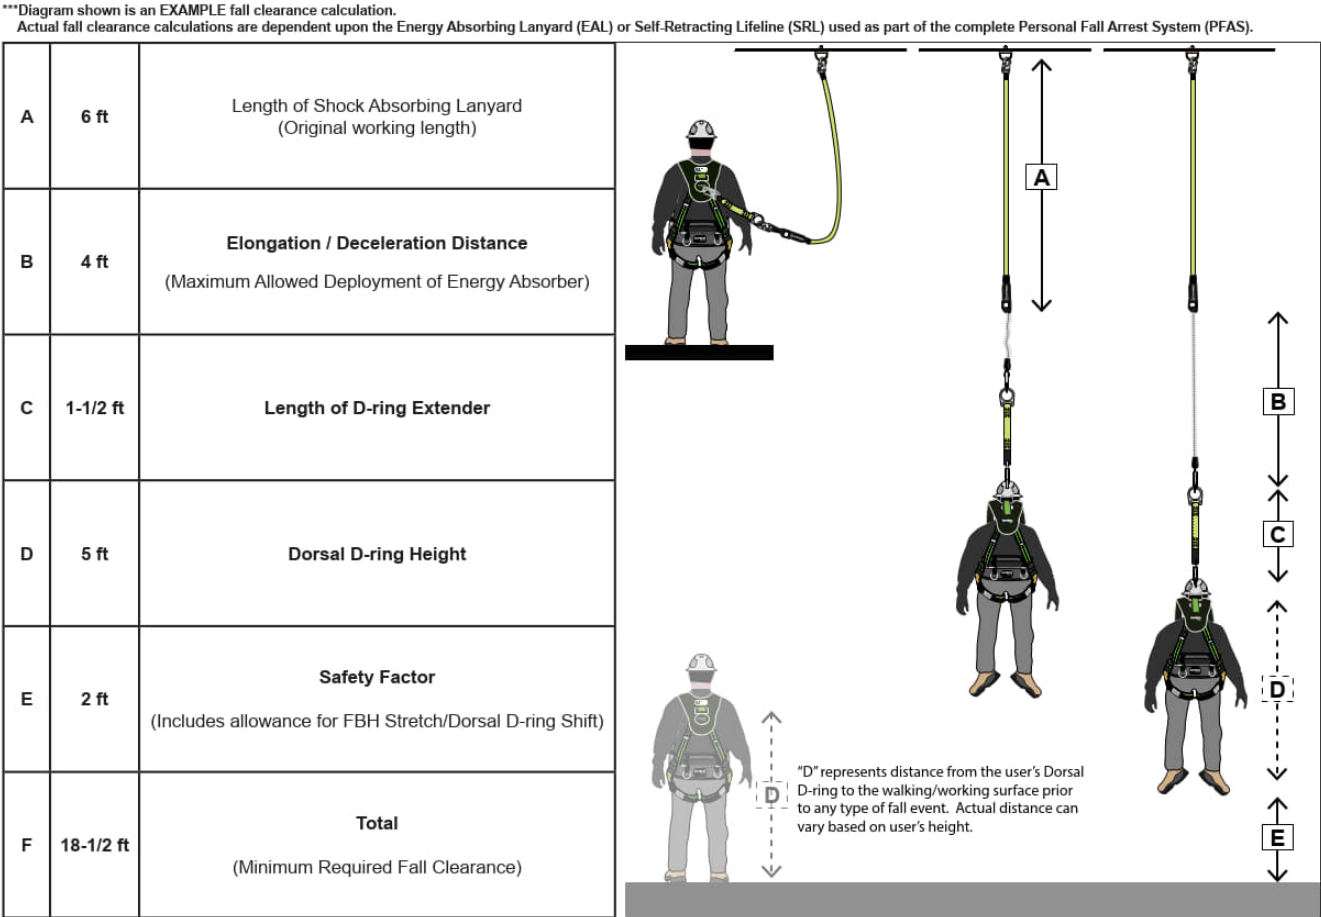 ***Diagram shown is an EXAMPLE fall clearance calculation.
Actual fall clearance calculations are dependent upon the Energy Absorbing Lanyard (EAL) or Self-Retracting Lifeline (SRL) used as part of the complete Personal Fall Arrest System (PFAS).
A
6 ft
Length of Shock Absorbing Lanyard
(Original working length)
B
4 ft
Elongation / Deceleration Distance
(Maximum Allowed Deployment of Energy Absorber)
C
1-1/2 ft
Length of D-ring Extender
D
5 ft
Dorsal D-ring Height
E
2 ft
Safety Factor
(Includes allowance for FBH Stretch/Dorsal D-ring Shift)
F
18-1/2 ft
Total
(Minimum Required Fall Clearance)
A
B
C
D
D
"D" represents distance from the user's Dorsal
D-ring to the walking/working surface prior
to any type of fall event. Actual distance can
vary based on user's height.
E